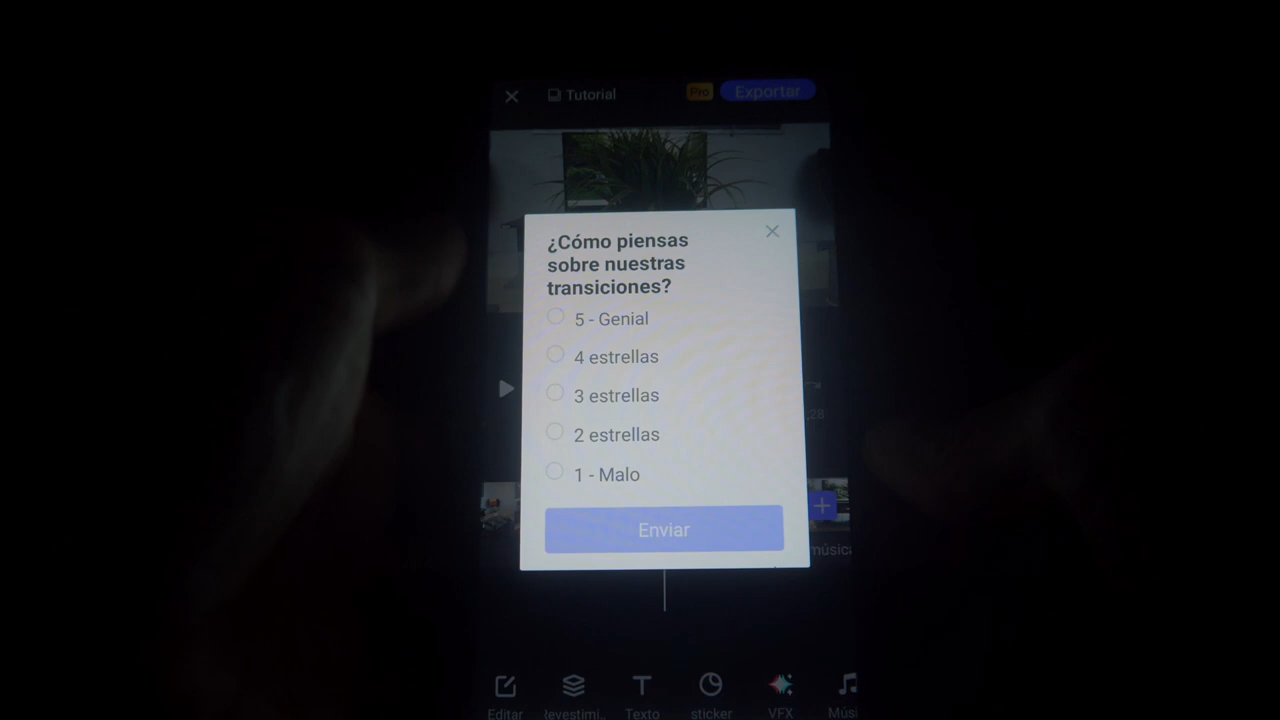 Tutorial
Pro
Exportar
¿Cómo piensas
sobre nuestras
transiciones?
5 - Genial
4 estrellas
3 estrellas
2 estrellas
1 - Malo
Enviar
Editar
Texto
sticker
VFX